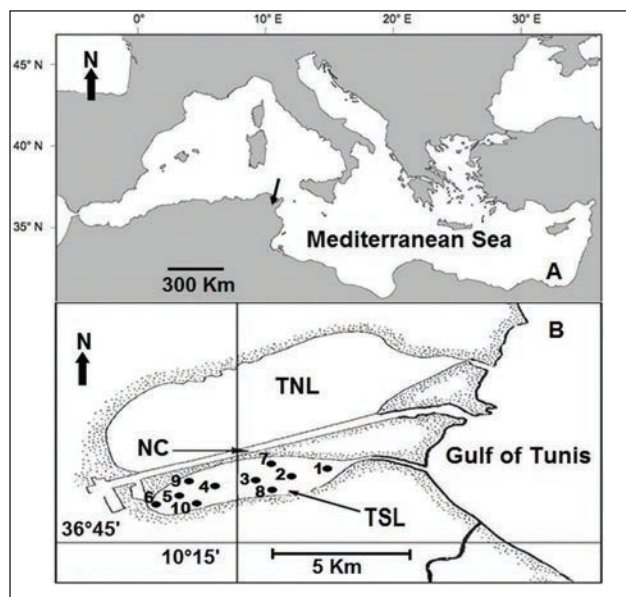 0° 10°E 20°E 30°E
45° N
N
40° N
35° N
Mediterranean Sea
300 Km
A
B
N
TNL
NC
Gulf of Tunis
7
1
2
9
3
4
8
5
6
10
TSL
36°45'
10°15'
5 Km